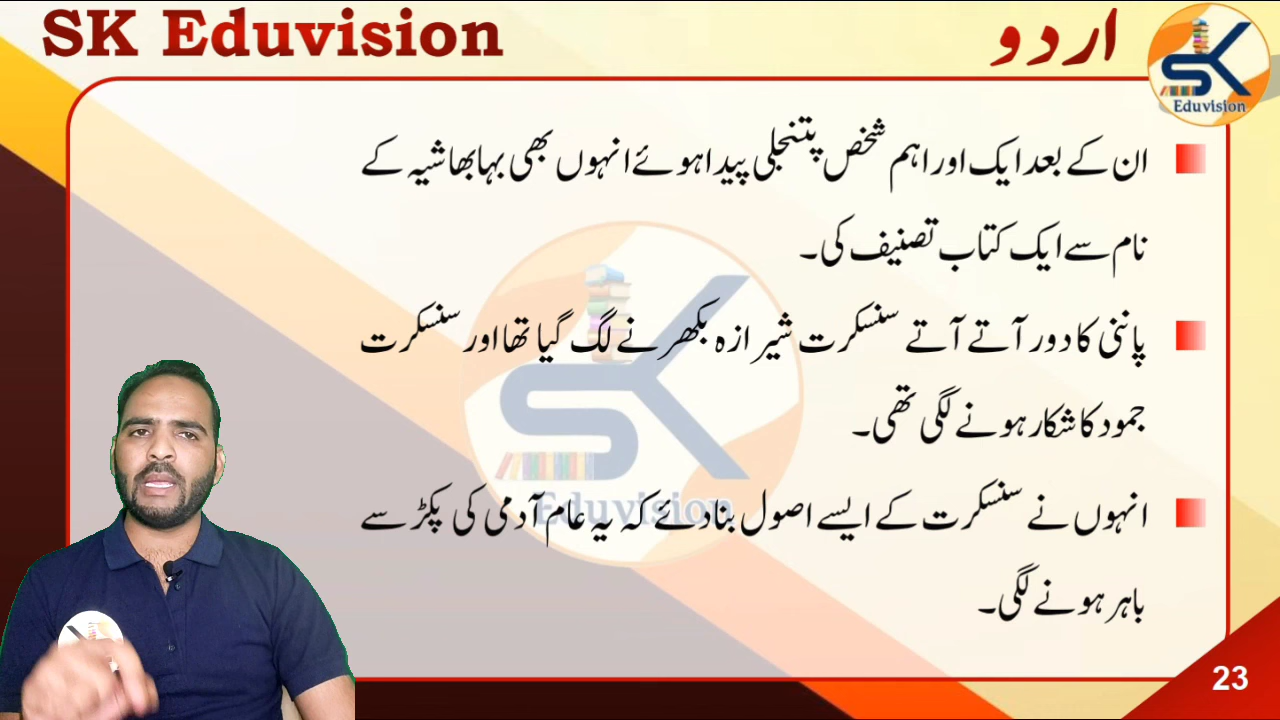 SK Eduvision
اردو
SK
Eduvision
ان کے بعد ایک اور اہم شخص پتنجلی پیدا ہوئے انہوں بھی بہابھاشیہ کے
نام سے ایک کتاب تصنیف کی۔
پاننی کا دور آتے آتے سنسکرت شیرازہ بکھرنے لگ گیا تھا اور سنسکرت
جمود کا شکار ہونے لگی تھی۔
انہوں نے سنسکرت کے ایسے اصول بنادئے کہ یہ عام آدمی کی پکڑ سے
باہر ہونے لگی۔
SK
Eduvision
23